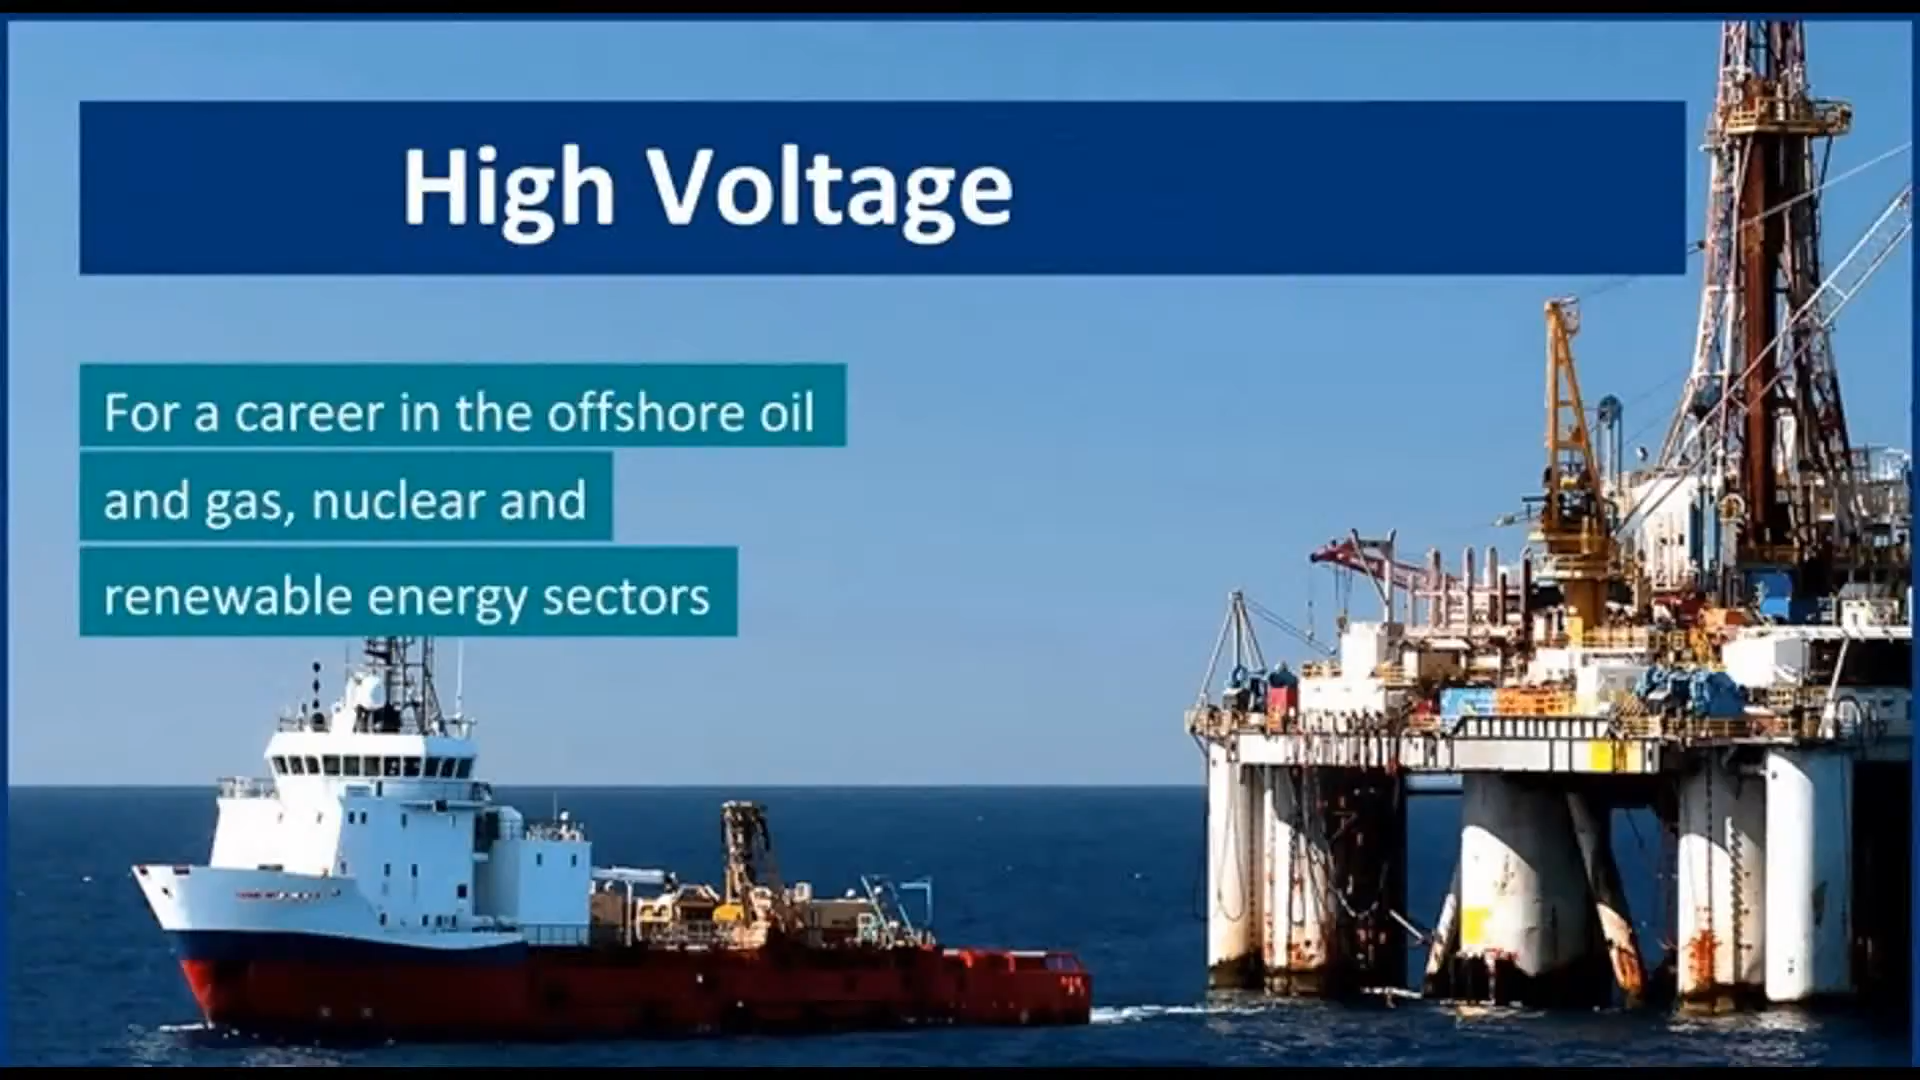 High Voltage
For a career in the offshore oil
and gas, nuclear and
renewable energy sectors